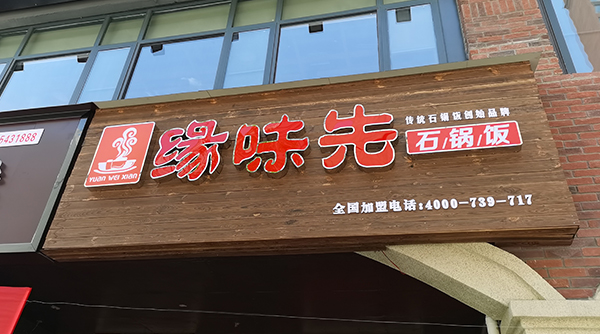 5431888
缘味先
YUAN WEI XIAN
传统石锅饭创始品牌
石/锅/饭
全国加盟电话:4000-739-717